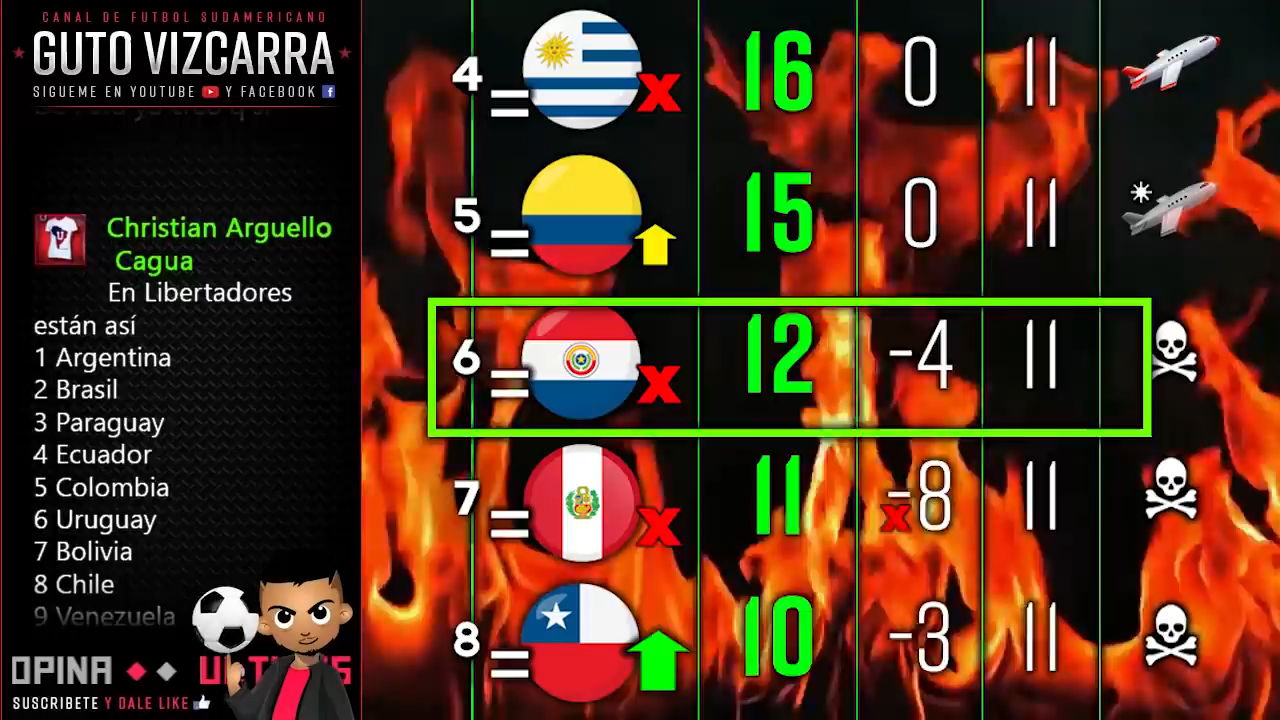 CANAL DE FUTBOL SUDAMERICANO
GUTO VIZCARRA
SIGUEME EN YOUTUBE Y FACEBOOK
Christian Arguello
Cagua
En Libertadores
están así
1 Argentina
2 Brasil
3 Paraguay
4 Ecuador
5 Colombia
6 Uruguay
7 Bolivia
8 Chile
9 Venezuela
OPINA
SUSCRIBETE Y DALE LIKE
4 = x 16 0 11
5 = 15 0 11
6 = x 12 -4 11
7 = x 11 -8 x 11
8 = 10 -3 11